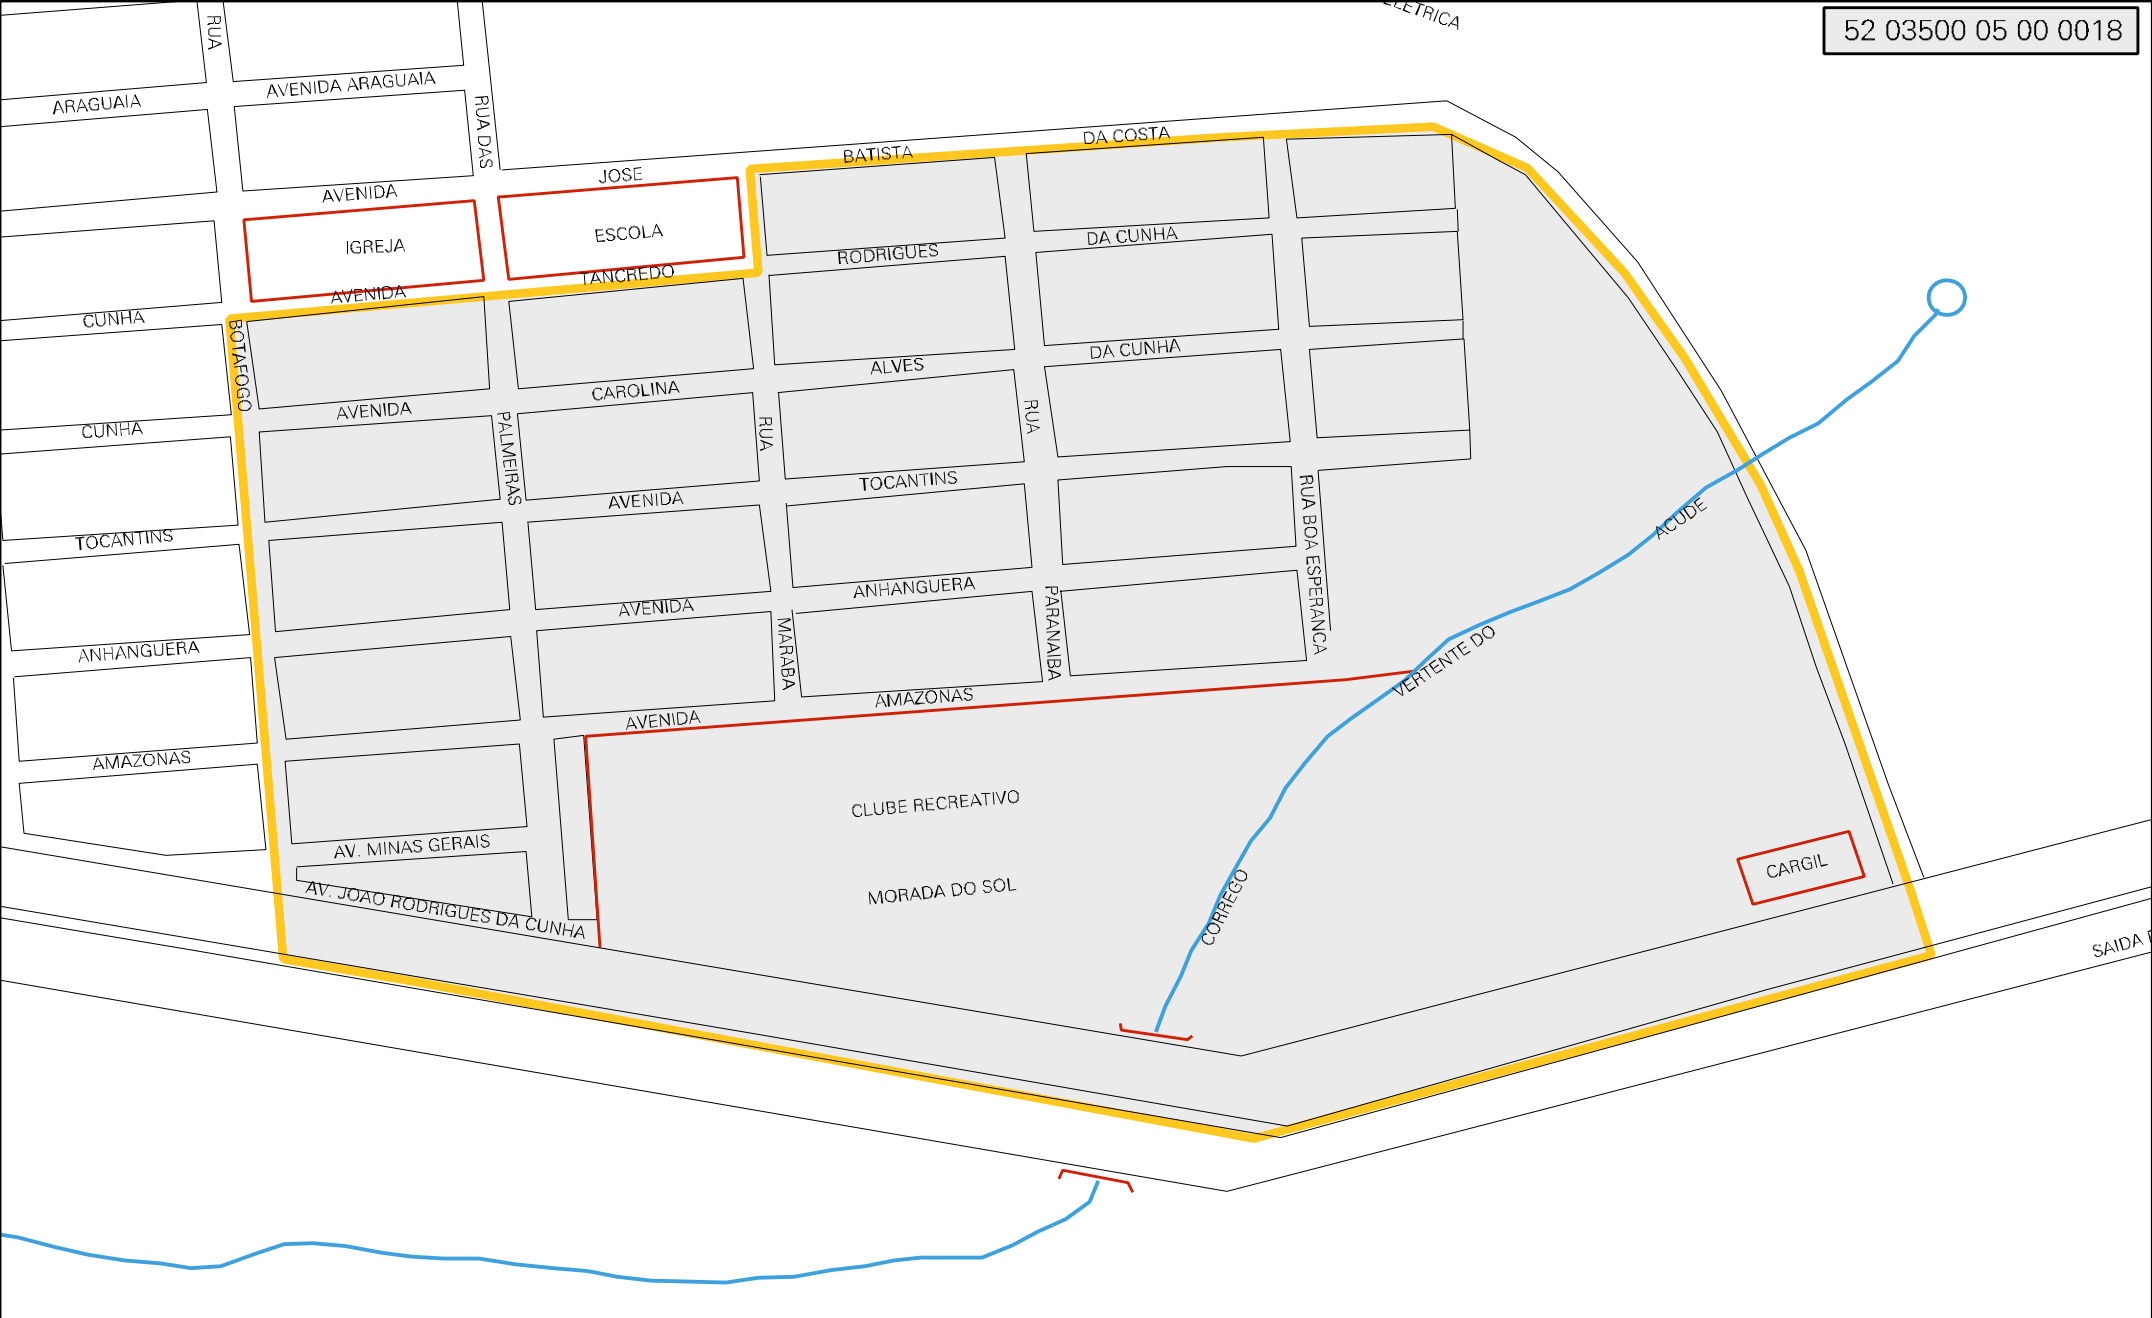 ELETRICA
52 03500 05 00 0018
RUA
ARAGUAIA
AVENIDA ARAGUAIA
RUA DAS
DA COSTA
BATISTA
JOSE
AVENIDA
IGREJA
ESCOLA
DA CUNHA
RODRIGUES
TANCREDO
AVENIDA
CUNHA
BOTAFOGO
DA CUNHA
ALVES
CAROLINA
AVENIDA
CUNHA
PALMEIRAS
RUA
RUA
TOCANTINS
AVENIDA
TOCANTINS
RUA BOA ESPERANCA
ACUDE
ANHANGUERA
AVENIDA
ANHANGUERA
MARABA
PARANAIBA
VERTENTE DO
AMAZONAS
AVENIDA
AMAZONAS
CLUBE RECREATIVO
AV. MINAS GERAIS
CARGIL
MORADA DO SOL
AV. JOAO RODRIGUES DA CUNHA
CORREGO
SAIDA